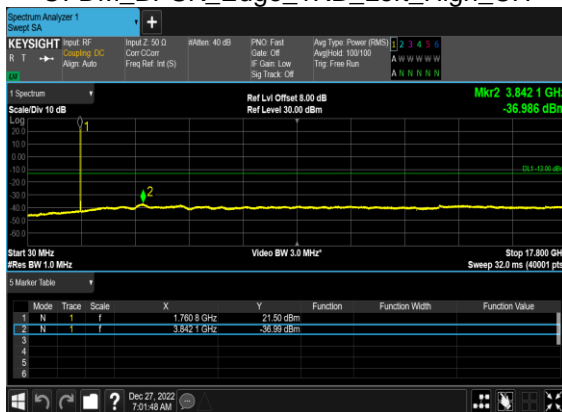 Spectrum Analyzer 1
Swept SA
+
KEYSIGHT Input: RF Input Z: 50 Ω #Atten: 40 dB PNO: Fast Avg Type: Power (RMS) 1 2 3 4 5 6
R T Coupling: DC Corr CCorr Gate: Off Avg|Hold: 100/100 A W W W W W
Align: Auto Freq Ref: Int (S) IF Gain: Low Trig: Free Run
LU Sig Track: Off A N N N N N
1 Spectrum Ref Lvl Offset 8.00 dB Mkr2 3.842 1 GHz
Scale/Div 10 dB Ref Level 30.00 dBm -36.986 dBm
Log
20.0
10.0
0.00
-10.0
-20.0
-30.0
-40.0
-50.0
-60.0
1
2
DL1 -13.00 dBm
Start 30 MHz Video BW 3.0 MHz* Stop 17.800 GHz
#Res BW 1.0 MHz Sweep 32.0 ms (40001 pts)
5 Marker Table
Mode Trace Scale X Y Function Function Width Function Value
1 N 1 f 1.760 8 GHz 21.50 dBm
2 N 1 f 3.842 1 GHz -36.99 dBm
3
4
5
6
? Dec 27, 2022
7:01:48 AM